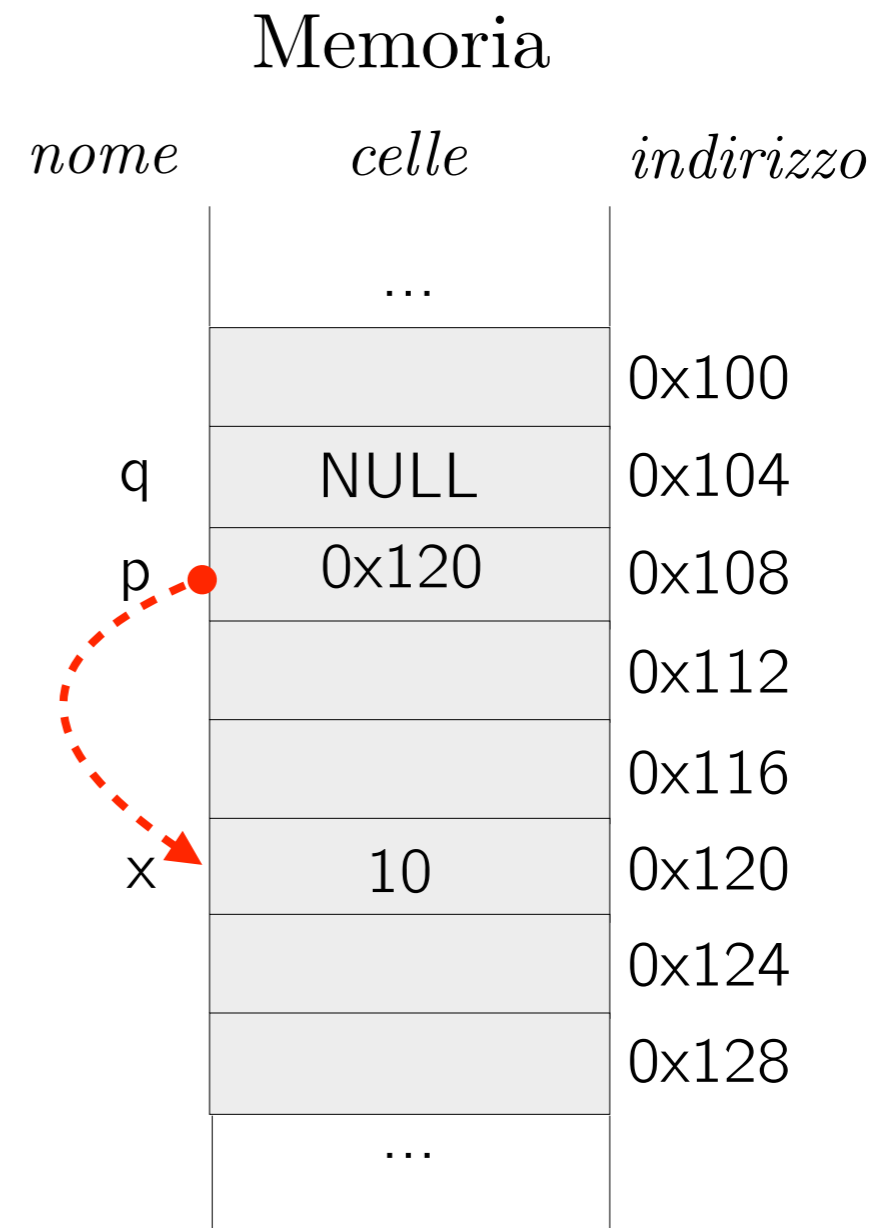 Memoria
nome celle indirizzo
...
0x100
q NULL 0x104
p 0x120 0x108
0x112
0x116
x 10 0x120
0x124
0x128
...